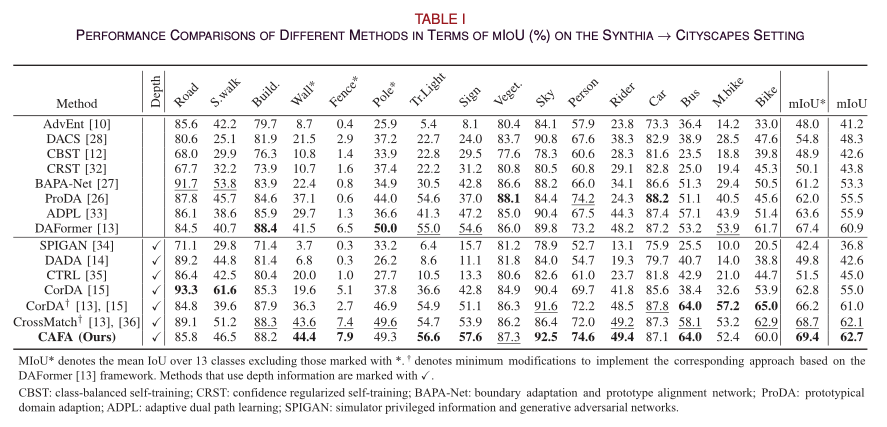 TABLE I
PERFORMANCE COMPARISONS OF DIFFERENT METHODS IN TERMS OF MIOU (%) ON THE SYNTHIA → CITYSCAPES SETTING
Method Depth Road S.walk Build. Wall* Fence* Pole* Tr.Light Sign Veget. Sky Person Rider Car Bus M.bike Bike mIoU* mIoU
AdvEnt [10] 85.6 42.2 79.7 8.7 0.4 25.9 5.4 8.1 80.4 84.1 57.9 23.8 73.3 36.4 14.2 33.0 48.0 41.2
DACS [28] 80.6 25.1 81.9 21.5 2.9 37.2 22.7 24.0 83.7 90.8 67.6 38.3 82.9 38.9 28.5 47.6 54.8 48.3
CBST [12] 68.0 29.9 76.3 10.8 1.4 33.9 22.8 29.5 77.6 78.3 60.6 28.3 81.6 23.5 18.8 39.8 48.9 42.6
CRST [32] 67.7 32.2 73.9 10.7 1.6 37.4 22.2 31.2 80.8 80.5 60.8 29.1 82.8 25.0 19.4 45.3 50.1 43.8
BAPA-Net [27] 91.7 53.8 83.9 22.4 0.8 34.9 30.5 42.8 86.6 88.2 66.0 34.1 86.6 51.3 29.4 50.5 61.2 53.3
ProDA [26] 87.8 45.7 84.6 37.1 0.6 44.0 54.6 37.0 88.1 84.4 74.2 24.3 88.2 51.1 40.5 45.6 62.0 55.5
ADPL [33] 86.1 38.6 85.9 29.7 1.3 36.6 41.3 47.2 85.0 90.4 67.5 44.3 87.4 57.1 43.9 51.4 63.6 55.9
DAFormer [13] 84.5 40.7 88.4 41.5 6.5 50.0 55.0 54.6 86.0 89.8 73.2 48.2 87.2 53.2 53.9 61.7 67.4 60.9
SPIGAN [34] ✓ 71.1 29.8 71.4 3.7 0.3 33.2 6.4 15.7 81.2 78.9 52.7 13.1 75.9 25.5 10.0 20.5 42.4 36.8
DADA [14] ✓ 89.2 44.8 81.4 6.8 0.3 26.2 8.6 11.1 81.8 84.0 54.7 19.3 79.7 40.7 14.0 38.8 49.8 42.6
CTRL [35] ✓ 86.4 42.5 80.4 20.0 1.0 27.7 10.5 13.3 80.6 82.6 61.0 23.7 81.8 42.9 21.0 44.7 51.5 45.0
CorDA [15] ✓ 93.3 61.6 85.3 19.6 5.1 37.8 36.6 42.8 84.9 90.4 69.7 41.8 85.6 38.4 32.6 53.9 62.8 55.0
CorDA† [13], [15] ✓ 84.8 39.6 87.9 36.3 2.7 46.9 54.9 51.1 86.3 91.6 72.2 48.5 87.8 64.0 57.2 65.0 66.2 61.0
CrossMatch† [13], [36] ✓ 89.1 51.2 88.3 43.6 7.4 49.6 54.7 53.9 86.2 86.4 72.0 49.2 87.3 58.1 53.2 62.9 68.7 62.1
CAFA (Ours) ✓ 85.8 46.5 88.2 44.4 7.9 49.3 56.6 57.6 87.3 92.5 74.6 49.4 87.1 64.0 52.4 60.0 69.4 62.7
MIoU* denotes the mean IoU over 13 classes excluding those marked with *. † denotes minimum modifications to implement the corresponding approach based on the
DAFormer [13] framework. Methods that use depth information are marked with ✓.
CBST: class-balanced self-training; CRST: confidence regularized self-training; BAPA-Net: boundary adaptation and prototype alignment network; ProDA: prototypical
domain adaption; ADPL: adaptive dual path learning; SPIGAN: simulator privileged information and generative adversarial networks.